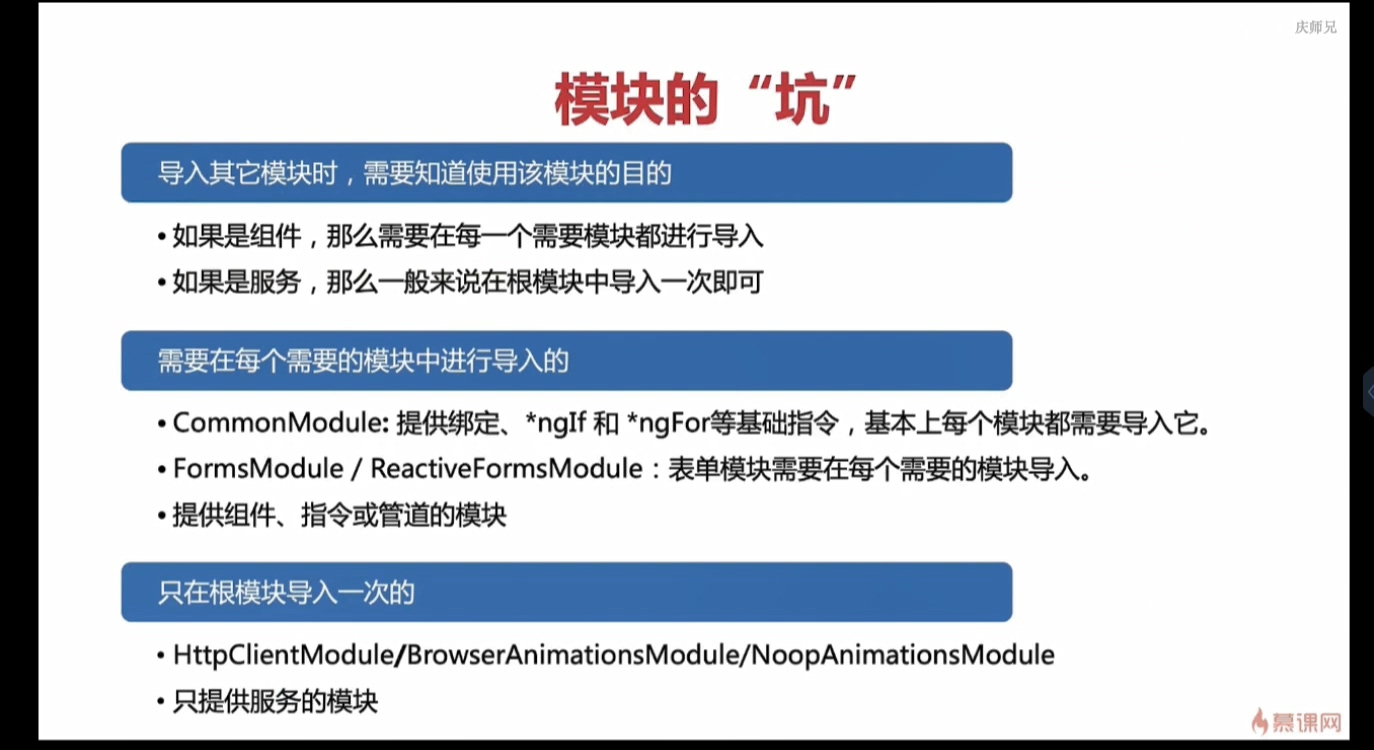 庆师兄
模块的“坑”
导入其它模块时，需要知道使用该模块的目的
• 如果是组件，那么需要在每一个需要模块都进行导入
• 如果是服务，那么一般来说在根模块中导入一次即可
需要在每个需要的模块中进行导入的
• CommonModule: 提供绑定、*ngIf 和 *ngFor等基础指令，基本上每个模块都需要导入它。
• FormsModule / ReactiveFormsModule：表单模块需要在每个需要的模块导入。
• 提供组件、指令或管道的模块
只在根模块导入一次的
• HttpClientModule/BrowserAnimationsModule/NoopAnimationsModule
• 只提供服务的模块
慕课网